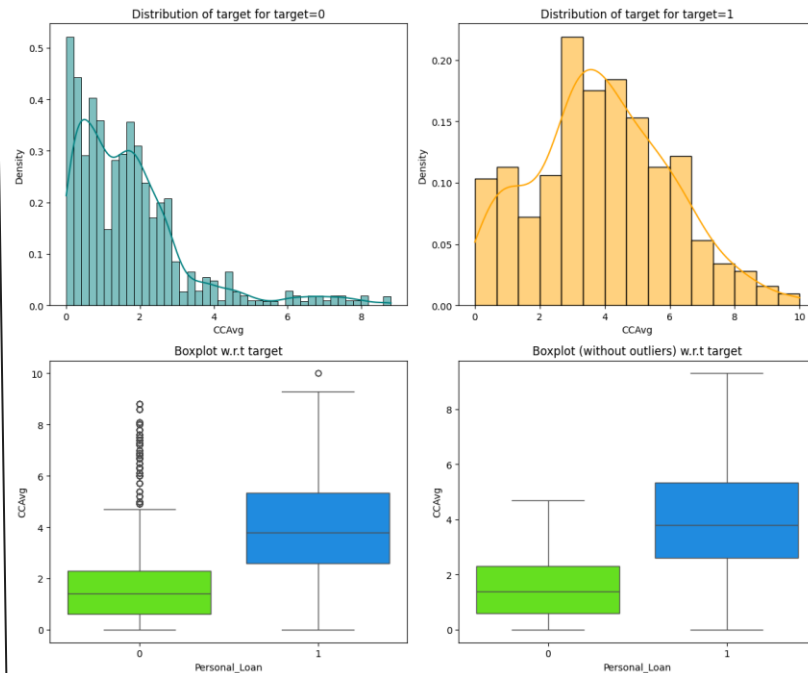 Distribution of target for target=0
Density
0.5
0.4
0.3
0.2
0.1
0.0
0 2 4 6 8
CCAvg
Distribution of target for target=1
Density
0.20
0.15
0.10
0.05
0.00
0 2 4 6 8 10
CCAvg
Boxplot w.r.t target
CCAvg
10
8
6
4
2
0
0 1
Personal_Loan
Boxplot (without outliers) w.r.t target
CCAvg
8
6
4
2
0
0 1
Personal_Loan